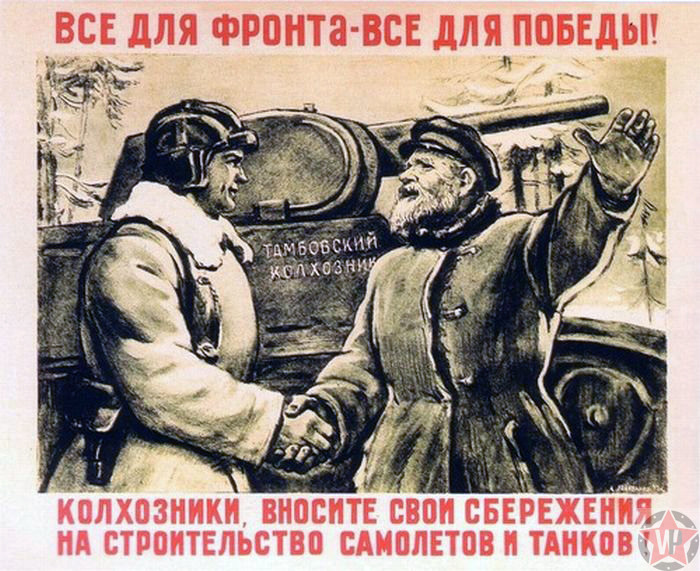 ВСЕ ДЛЯ ФРОНТа-ВСЕ ДЛЯ ПОБЕДЫ!
ТАМБОВСКИЙ
КОЛХОЗНИК
КОЛХОЗНИКИ, ВНОСИТЕ СВОИ СБЕРЕЖЕНИЯ
НА СТРОИТЕЛЬСТВО САМОЛЕТОВ И ТАНКОВ!